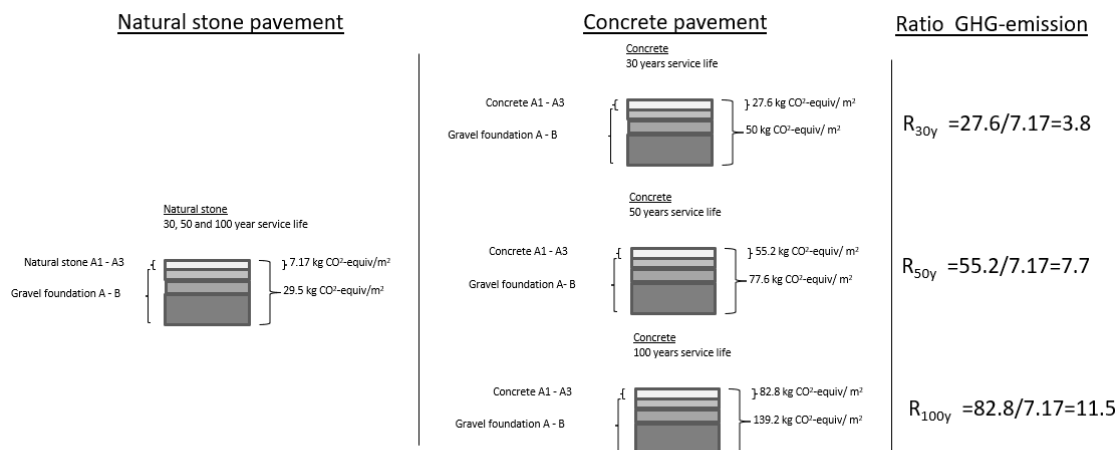 Natural stone pavement
Natural stone
30, 50 and 100 year service life
Natural stone A1 - A3
7.17 kg CO²-equiv/m²
Gravel foundation A - B
29.5 kg CO²-equiv/m²
Concrete pavement
Concrete
30 years service life
Concrete A1 - A3
27.6 kg CO²-equiv/ m²
Gravel foundation A - B
50 kg CO²-equiv/ m²
Concrete
50 years service life
Concrete A1 - A3
55.2 kg CO²-equiv/ m²
Gravel foundation A- B
77.6 kg CO²-equiv/ m²
Concrete
100 years service life
Concrete A1 - A3
82.8 kg CO²-equiv/ m²
Gravel foundation A - B
139.2 kg CO²-equiv/ m²
Ratio GHG-emission
R30y =27.6/7.17=3.8
R50y =55.2/7.17=7.7
R100y =82.8/7.17=11.5